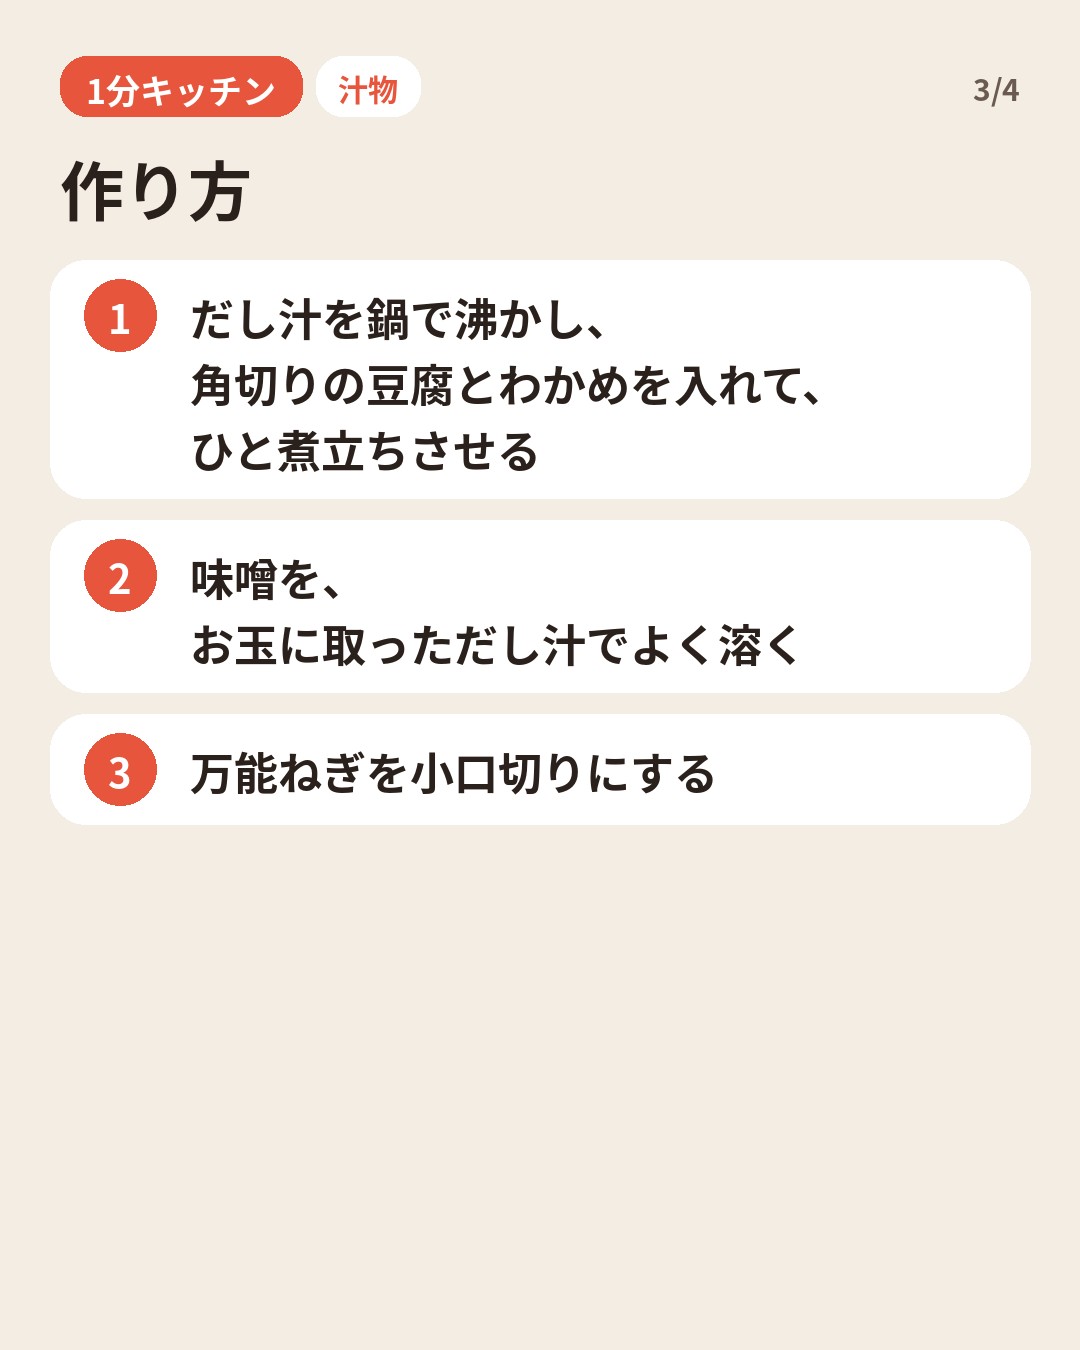 1分キッチン
汁物
3/4
作り方
1
だし汁を鍋で沸かし、
角切りの豆腐とわかめを入れて、
ひと煮立ちさせる
2
味噌を、
お玉に取っただし汁でよく溶く
3
万能ねぎを小口切りにする